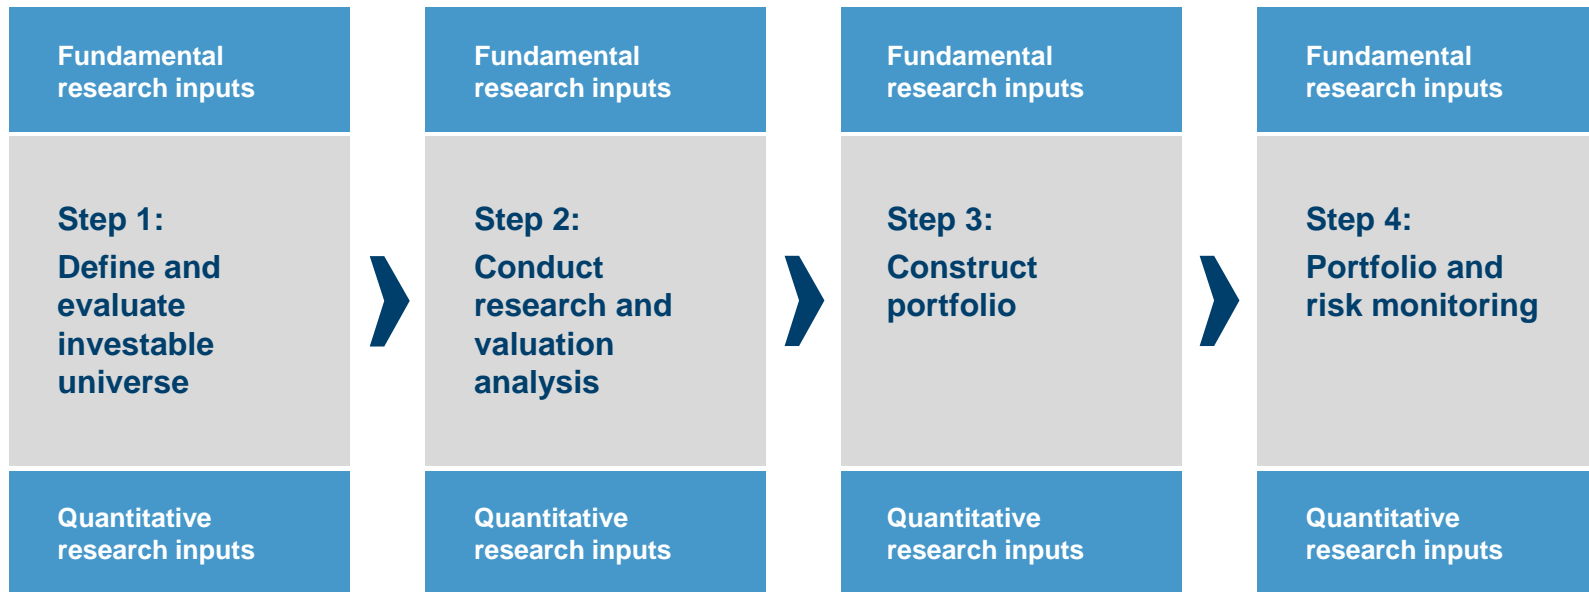 Fundamental
research inputs
Step 1:
Define and
evaluate
investable
universe
Quantitative
research inputs
Fundamental
research inputs
Step 2:
Conduct
research and
valuation
analysis
Quantitative
research inputs
Fundamental
research inputs
Step 3:
Construct
portfolio
Quantitative
research inputs
Fundamental
research inputs
Step 4:
Portfolio and
risk monitoring
Quantitative
research inputs